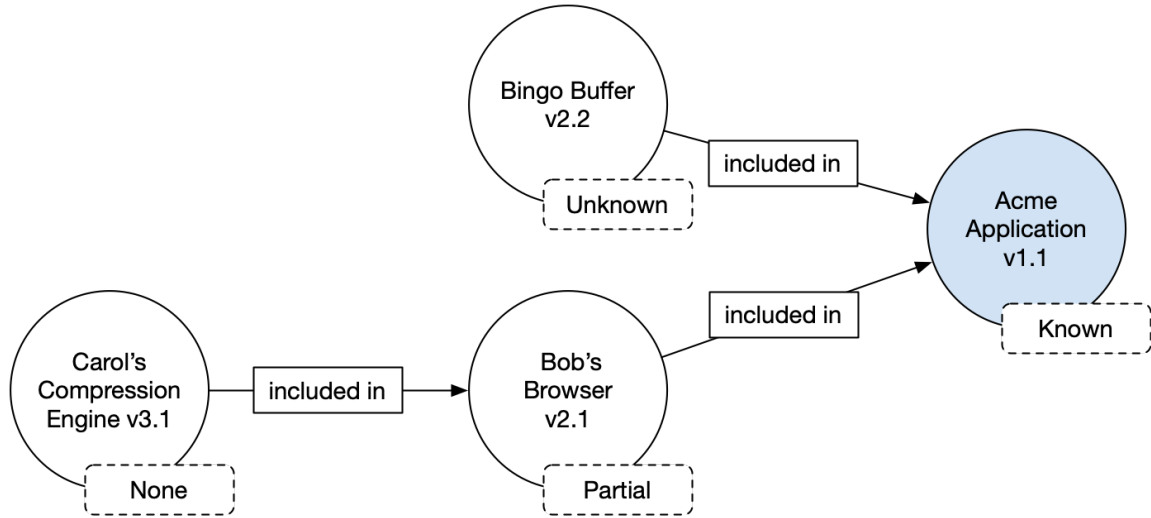 Bingo Buffer
v2.2
Unknown
included in
Acme
Application
v1.1
Known
included in
Carol’s
Compression
Engine v3.1
None
included in
Bob’s
Browser
v2.1
Partial